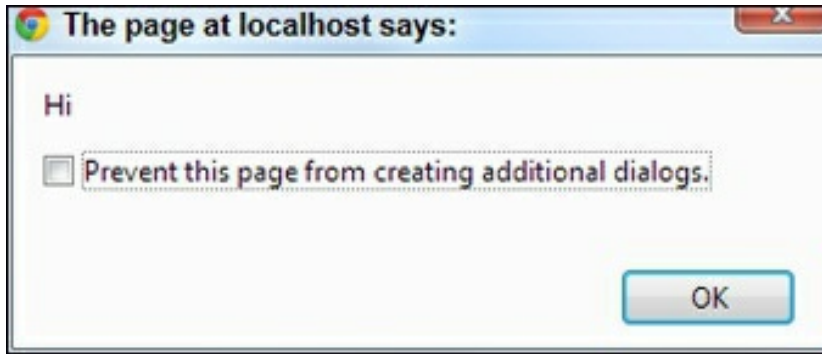 The page at localhost says:
Hi
Prevent this page from creating additional dialogs.
OK